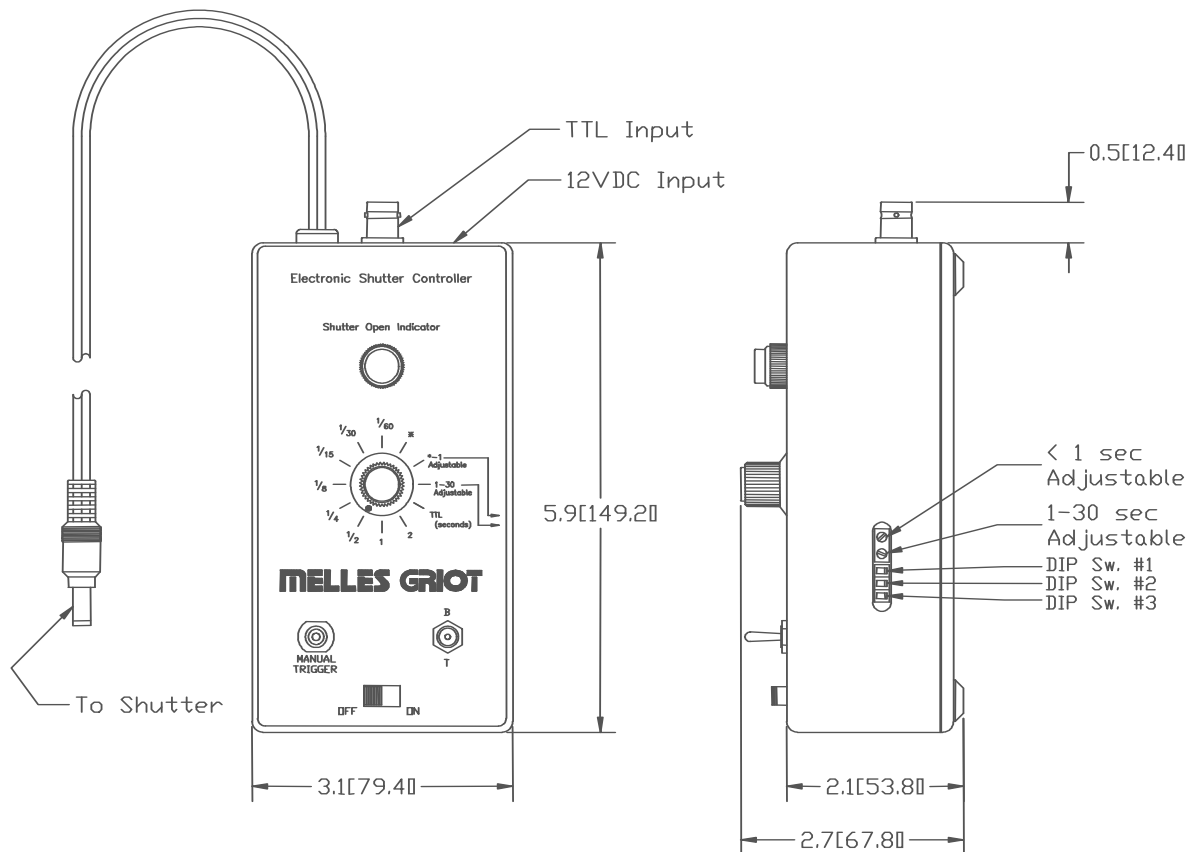 TTL Input
12VDC Input
0.5[12.4]
Electronic Shutter Controller
Shutter Open Indicator
1/60
1/30
*
1/15
*-1
Adjustable
1/8
1-30
Adjustable
1/4
TTL
(seconds)
1/2
1
2
5.9[149.2]
MELLES GRIOT
B
T
MANUAL
TRIGGER
OFF
ON
To Shutter
3.1[79.4]
< 1 sec
Adjustable
1-30 sec
Adjustable
DIP Sw. #1
DIP Sw. #2
DIP Sw. #3
2.1[53.8]
2.7[67.8]